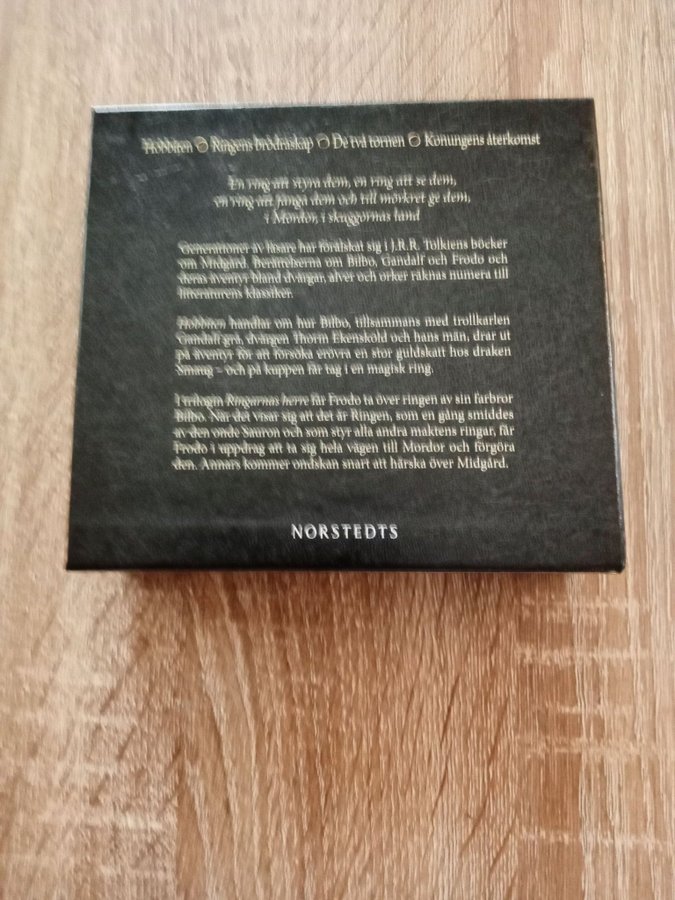 Hobbiten Ringens brödraskap De två tornen Konungens återkomst
En ring att styra dem, en ring att se dem,
en ring att fånga dem och till mörkret ge dem,
i Mordor, i skuggornas land
Generationer av läsare har förälskat sig i J.R.R. Tolkiens böcker
om Midgård. Berättelserna om Bilbo, Gandalf och Frodo och
deras äventyr bland dvärgar, alver och orker räknas numera till
litteraturens klassiker.
Hobbiten handlar om hur Bilbo, tillsammans med trollkarlen
Gandalf grå, dvärgen Thorin Ekensköld och hans män, drar ut
på äventyr för att försöka erövra en stor guldskatt hos draken
Smaug – och på kuppen får tag i en magisk ring.
I trilogin Ringarnas herre får Frodo ta över ringen av sin farbror
Bilbo. När det visar sig att det är Ringen, som en gång smiddes
av den onde Sauron och som styr alla andra maktens ringar, får
Frodo i uppdrag att ta sig hela vägen till Mordor och förgöra
den. Annars kommer ondskan snart att härska över Midgård.
NORSTEDTS